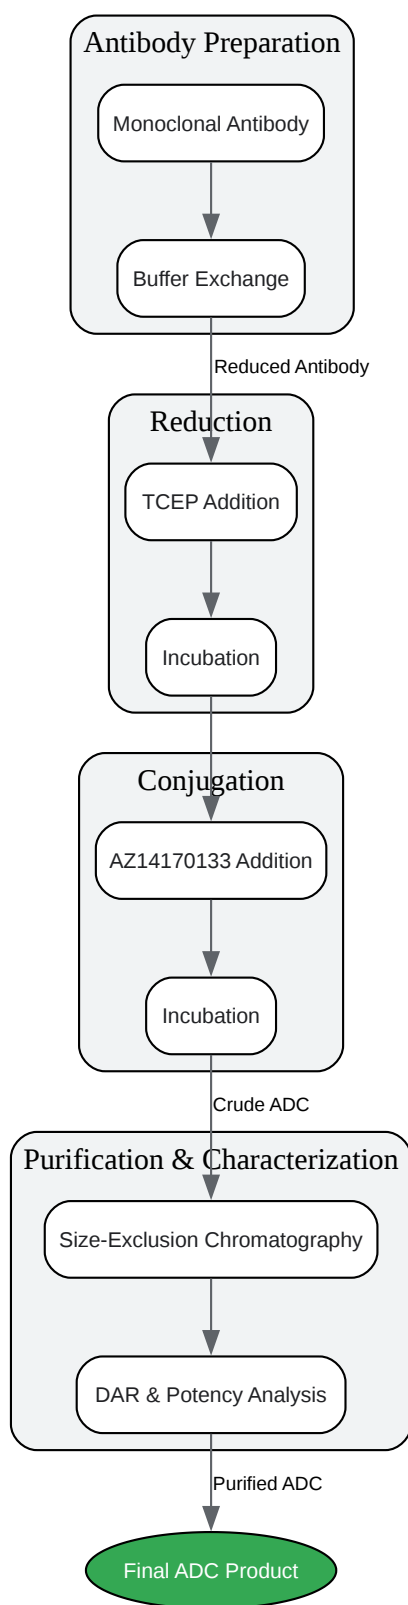 Antibody Preparation
Monoclonal Antibody
Buffer Exchange
Reduced Antibody
Reduction
TCEP Addition
Incubation
Conjugation
AZ14170133 Addition
Incubation
Crude ADC
Purification & Characterization
Size-Exclusion Chromatography
DAR & Potency Analysis
Purified ADC
Final ADC Product